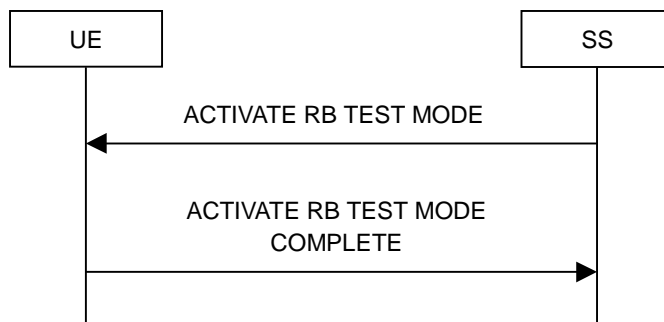 UE
SS
ACTIVATE RB TEST MODE
ACTIVATE RB TEST MODE
COMPLETE